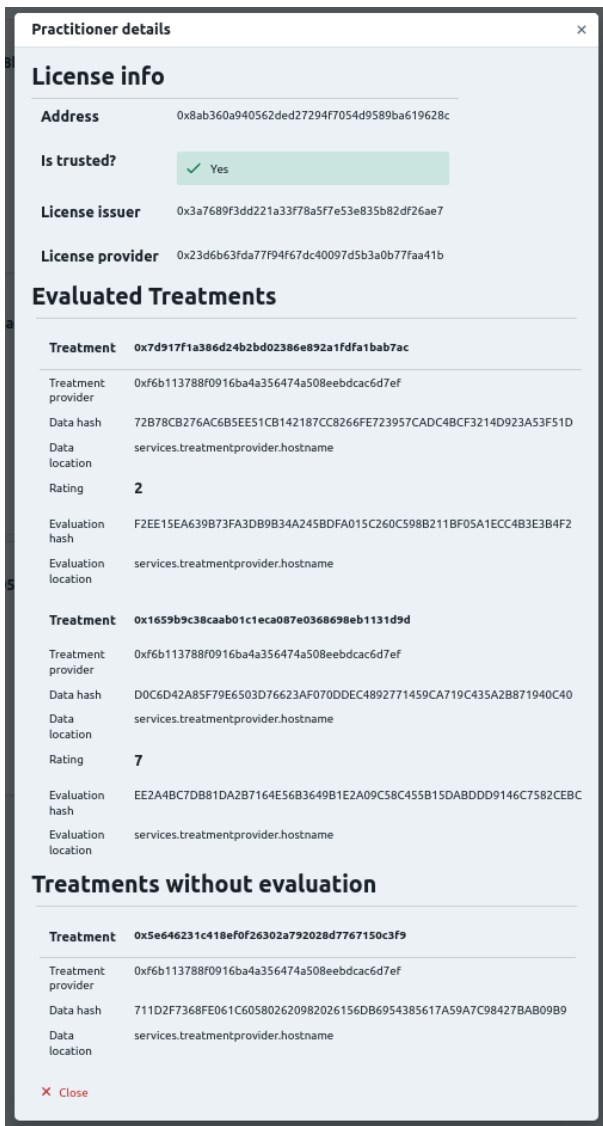 Practitioner details ×
License info
Address 0x8ab360a940562ded27294f7054d9589ba619628c
Is trusted? Yes
License issuer 0x3a7689f3dd221a33f78a5f7e53e835b82df26ae7
License provider 0x23d6b63fda77f94f67dc40097d5b3a0b77faa41b
Evaluated Treatments
Treatment 0x7d917f1a386d24b2bd02386e892a1fdfa1bab7ac
Treatment 0xf6b113788f0916ba4a356474a508eebdcac6d7ef
provider
Data hash 72B78CB276AC6B5EE51CB142187CC8266FE723957CADC4BCF3214D923A53F51D
Data services.treatmentprovider.hostname
location
Rating 2
Evaluation F2EE15EA639B73FA3DB9B34A245BDFA015C260C598B211BF05A1ECC4B3E3B4F2
hash
Evaluation services.treatmentprovider.hostname
location
Treatment 0x1659b9c38caab01c1eca087e0368698eb1131d9d
Treatment 0xf6b113788f0916ba4a356474a508eebdcac6d7ef
provider
Data hash D0C6D42A85F79E6503D76623AF070DDEC4892771459CA719C435A2B871940C40
Data services.treatmentprovider.hostname
location
Rating 7
Evaluation EE2A4BC7DB81DA2B7164E56B3649B1E2A09C58C455B15DABDDD9146C7582CEBC
hash
Evaluation services.treatmentprovider.hostname
location
Treatments without evaluation
Treatment 0x5e646231c418ef0f26302a792028d7767150c3f9
Treatment 0xf6b113788f0916ba4a356474a508eebdcac6d7ef
provider
Data hash 711D2F7368FE061C605802620982026156DB6954385617A59A7C98427BAB09B9
Data services.treatmentprovider.hostname
location
× Close